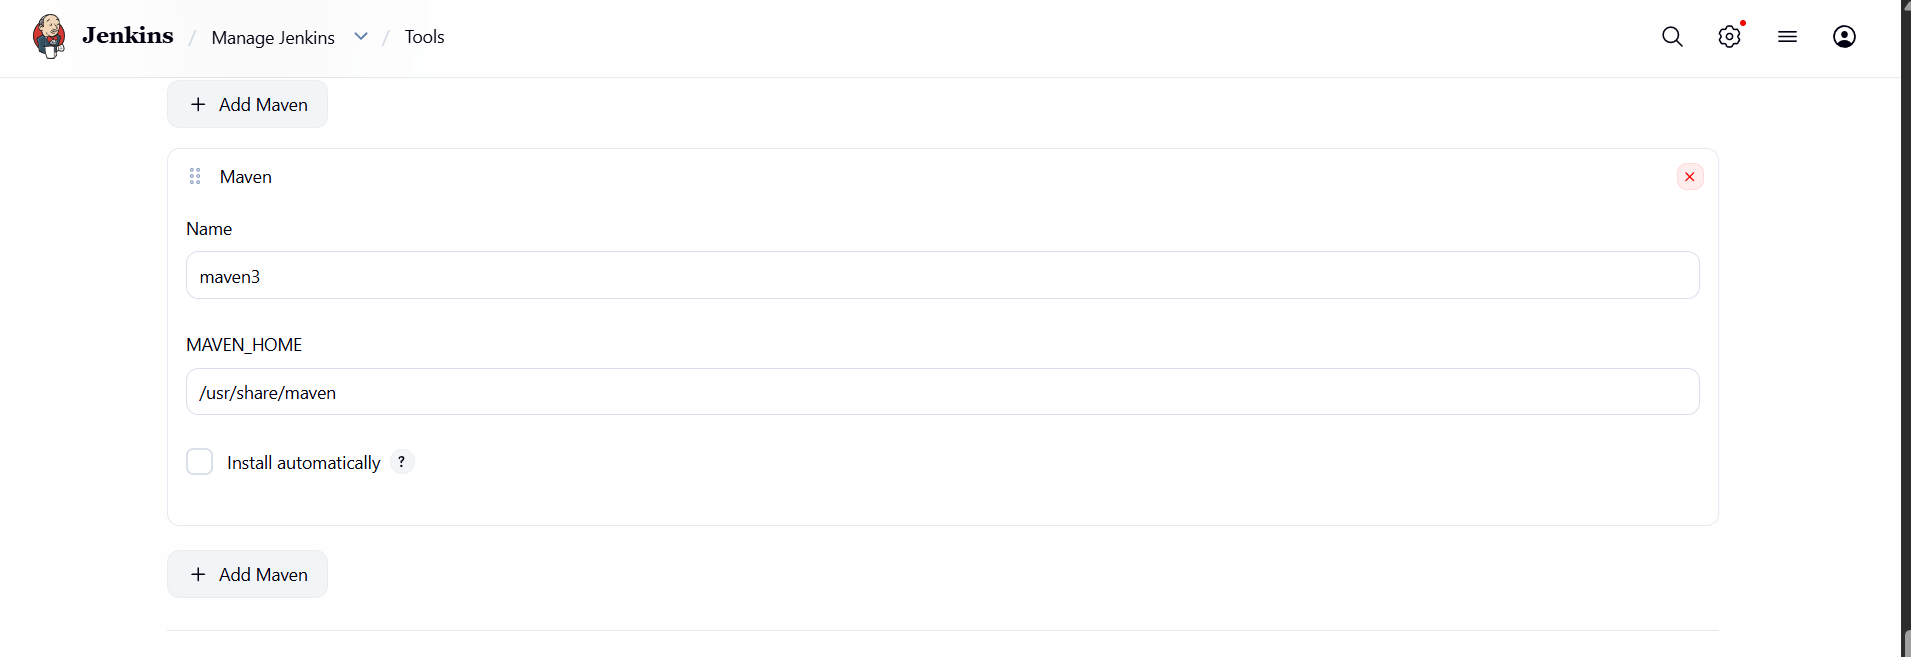 Jenkins / Manage Jenkins / Tools
+ Add Maven
Maven
Name
maven3
MAVEN_HOME
/usr/share/maven
Install automatically ?
+ Add Maven